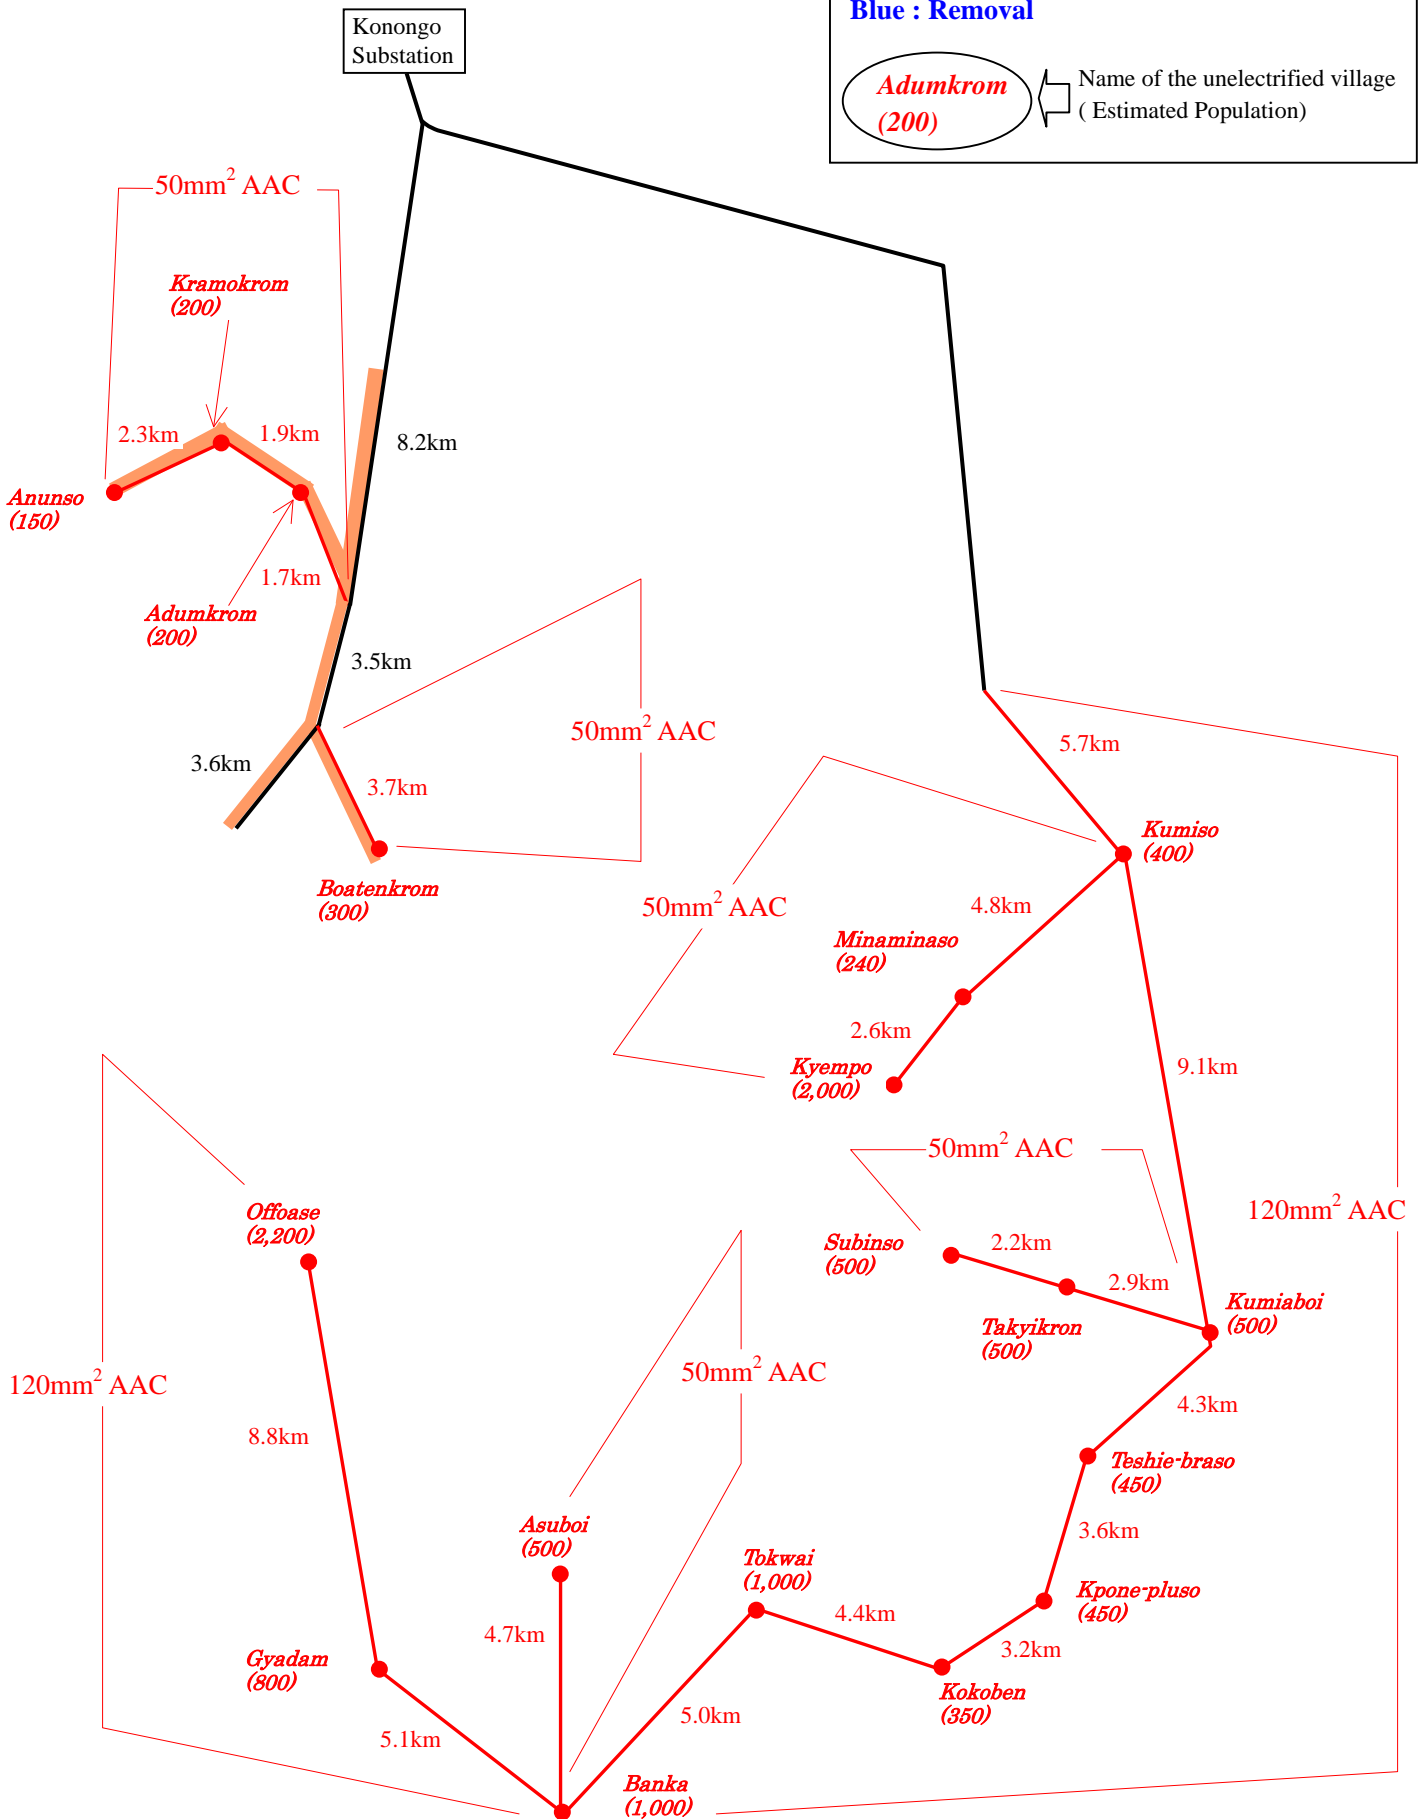 Blue : Removal
Konongo
Substation
Adumkrom
(200)
Name of the unelectrified village
( Estimated Population)
50mm² AAC
Kramokrom
(200)
2.3km
1.9km
8.2km
Anunso
(150)
1.7km
Adumkrom
(200)
3.5km
50mm² AAC
3.6km
3.7km
5.7km
Boatenkrom
(300)
Kumiso
(400)
50mm² AAC
4.8km
Minaminaso
(240)
2.6km
Kyempo
(2,000)
9.1km
50mm² AAC
Offoase
(2,200)
120mm² AAC
Subinso
(500)
2.2km
2.9km
Takyikron
(500)
Kumiaboi
(500)
120mm² AAC
50mm² AAC
8.8km
4.3km
Teshie-braso
(450)
Asuboi
(500)
3.6km
Tokwai
(1,000)
4.4km
Kpone-pluso
(450)
4.7km
3.2km
Gyadam
(800)
Kokoben
(350)
5.1km
5.0km
Banka
(1,000)